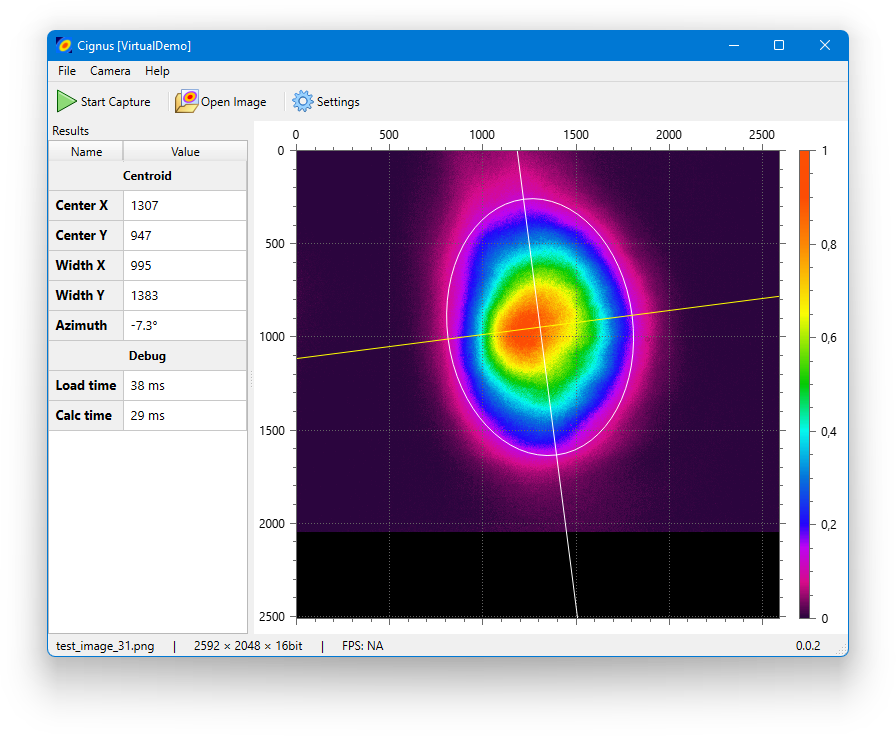 Cignus [VirtualDemo]
File Camera Help
Start Capture Open Image Settings
Results
Name Value
Centroid
Center X 1307
Center Y 947
Width X 995
Width Y 1383
Azimuth -7.3°
Debug
Load time 38 ms
Calc time 29 ms
0 500 1000 1500 2000 2500
0
500
1000
1500
2000
2500
1
0,8
0,6
0,4
0,2
0
test_image_31.png | 2592 × 2048 × 16bit | FPS: NA 0.0.2